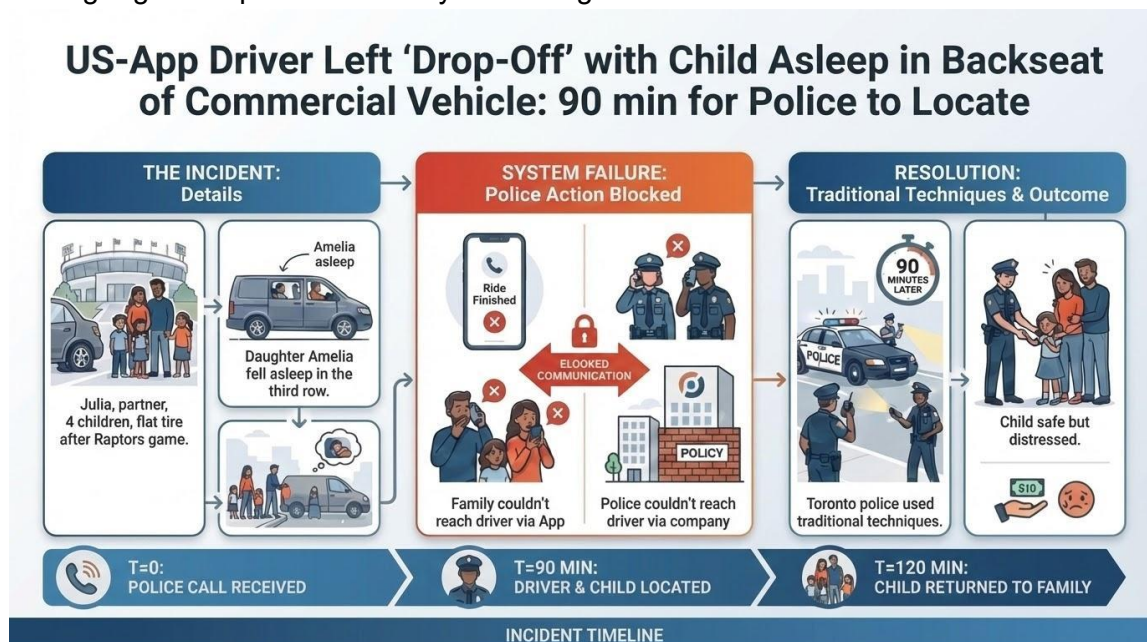 US-App Driver Left ‘Drop-Off’ with Child Asleep in Backseat
of Commercial Vehicle: 90 min for Police to Locate
THE INCIDENT:
Details
Julia, partner,
4 children, flat tire
after Raptors game.
Amelia
asleep
Daughter Amelia
fell asleep in the
third row.
SYSTEM FAILURE:
Police Action Blocked
Ride
Finished
ELOOKED
COMMUNICATION
POLICY
Family couldn't
reach driver via App
Police couldn't reach
driver via company
RESOLUTION:
Traditional Techniques & Outcome
90
MINUTES
LATER
POLICE
Toronto police used
traditional techniques.
Child safe but
distressed.
$10
T=0:
POLICE CALL RECEIVED
T=90 MIN:
DRIVER & CHILD LOCATED
T=120 MIN:
CHILD RETURNED TO FAMILY
INCIDENT TIMELINE